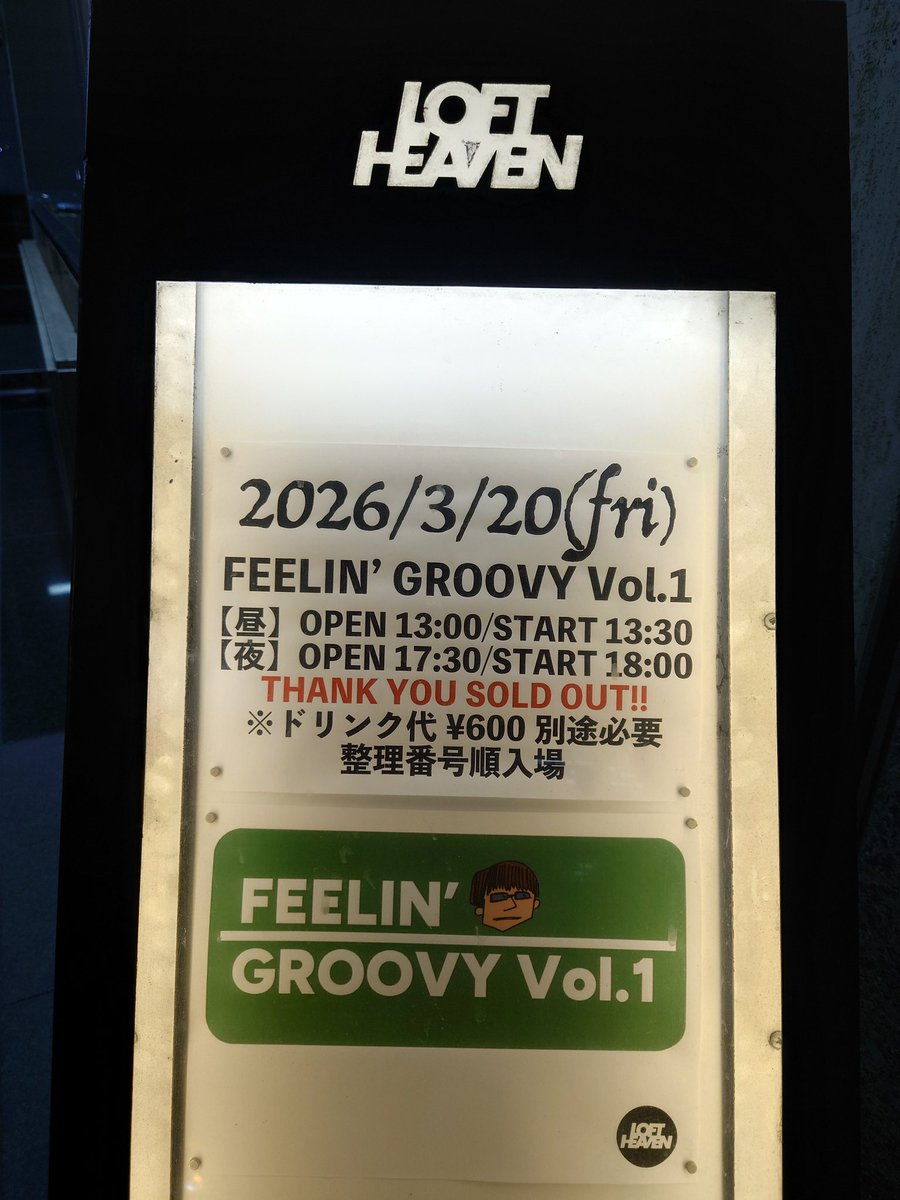 LOFT
HEAVEN
2026/3/20(fri)
FEELIN' GROOVY Vol.1
【昼】OPEN 13:00/START 13:30
【夜】OPEN 17:30/START 18:00
THANK YOU SOLD OUT!!
※ドリンク代 ¥600 別途必要
整理番号順入場
FEELIN'
GROOVY Vol.1
LOFT
HEAVEN